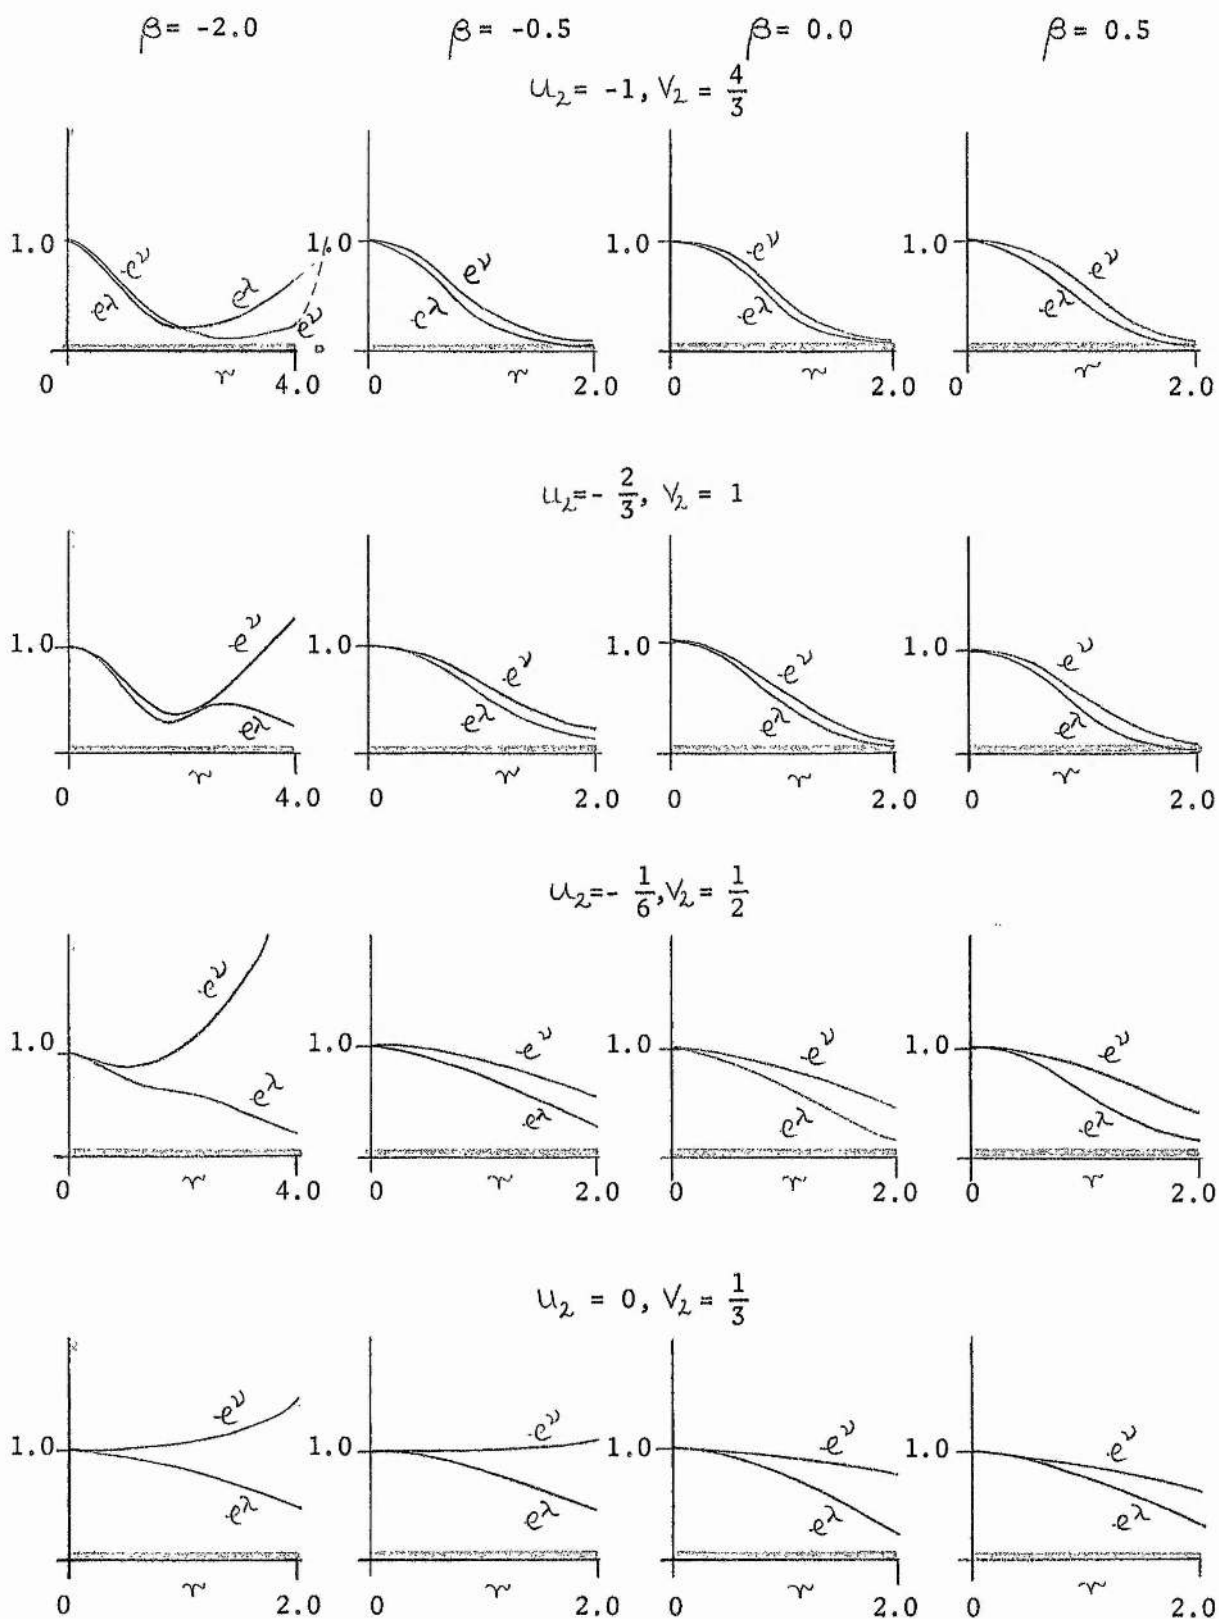 β= -2.0 β= -0.5 β= 0.0 β= 0.5
U₂= -1, V₂ = 4/3
1.0 e^ν e^λ e^λ e^ν 1.0 e^ν e^λ 1.0 e^ν e^λ 1.0 e^ν e^λ
0 r 4.0 0 r 2.0 0 r 2.0 0 r 2.0
U₂=- 2/3, V₂ = 1
1.0 e^ν e^λ 1.0 e^ν e^λ 1.0 e^ν e^λ 1.0 e^ν e^λ
0 r 4.0 0 r 2.0 0 r 2.0 0 r 2.0
U₂=- 1/6, V₂= 1/2
1.0 e^ν e^λ 1.0 e^ν e^λ 1.0 e^ν e^λ 1.0 e^ν e^λ
0 r 4.0 0 r 2.0 0 r 2.0 0 r 2.0
U₂ = 0, V₂= 1/3
1.0 e^ν e^λ 1.0 e^ν e^λ 1.0 e^ν e^λ 1.0 e^ν e^λ
0 r 2.0 0 r 2.0 0 r 2.0 0 r 2.0